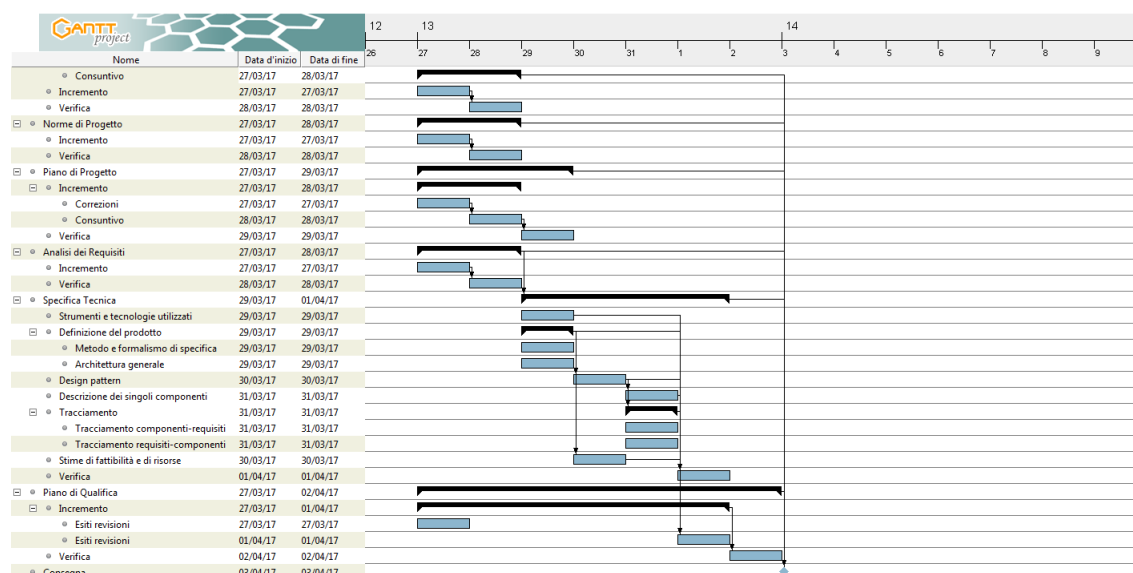 GANTT
project
12 13 14
26 27 28 29 30 31 1 2 3 4 5 6 7 8 9
Nome Data d'inizio Data di fine
Consuntivo 27/03/17 28/03/17
Incremento 27/03/17 27/03/17
Verifica 28/03/17 28/03/17
Norme di Progetto 27/03/17 28/03/17
Incremento 27/03/17 27/03/17
Verifica 28/03/17 28/03/17
Piano di Progetto 27/03/17 29/03/17
Incremento 27/03/17 28/03/17
Correzioni 27/03/17 27/03/17
Consuntivo 28/03/17 28/03/17
Verifica 29/03/17 29/03/17
Analisi dei Requisiti 27/03/17 28/03/17
Incremento 27/03/17 27/03/17
Verifica 28/03/17 28/03/17
Specifica Tecnica 29/03/17 01/04/17
Strumenti e tecnologie utilizzati 29/03/17 29/03/17
Definizione del prodotto 29/03/17 29/03/17
Metodo e formalismo di specifica 29/03/17 29/03/17
Architettura generale 29/03/17 29/03/17
Design pattern 30/03/17 30/03/17
Descrizione dei singoli componenti 31/03/17 31/03/17
Tracciamento 31/03/17 31/03/17
Tracciamento componenti-requisiti 31/03/17 31/03/17
Tracciamento requisiti-componenti 31/03/17 31/03/17
Stime di fattibilità e di risorse 30/03/17 30/03/17
Verifica 01/04/17 01/04/17
Piano di Qualifica 27/03/17 02/04/17
Incremento 27/03/17 01/04/17
Esiti revisioni 27/03/17 27/03/17
Esiti revisioni 01/04/17 01/04/17
Verifica 02/04/17 02/04/17
Consegna 03/04/17 03/04/17